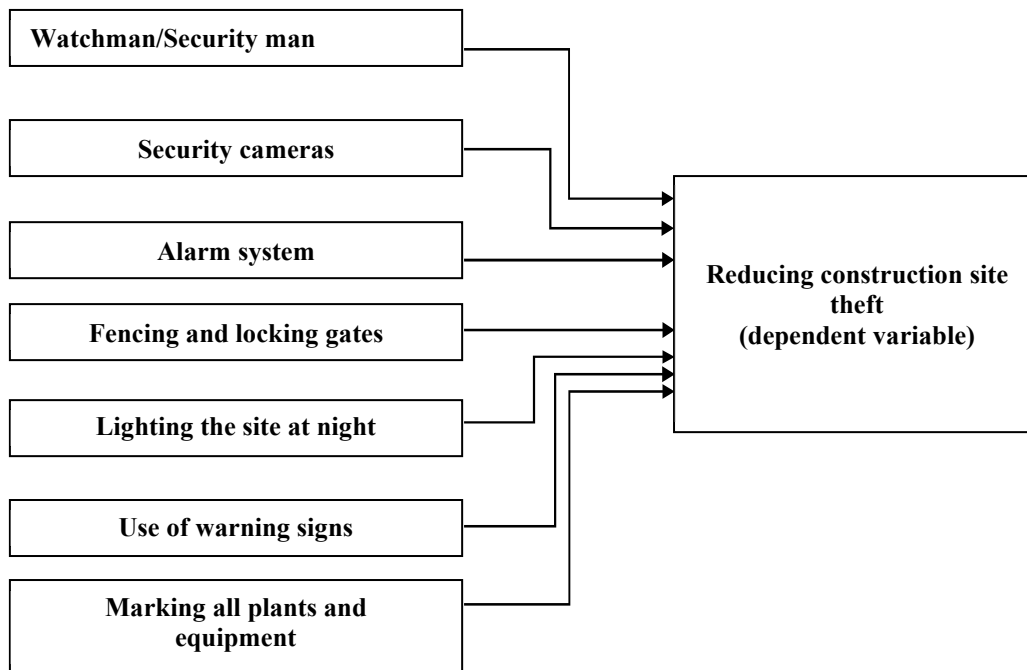 Watchman/Security man
Security cameras
Alarm system
Fencing and locking gates
Lighting the site at night
Use of warning signs
Marking all plants and
equipment
Reducing construction site
theft
(dependent variable)